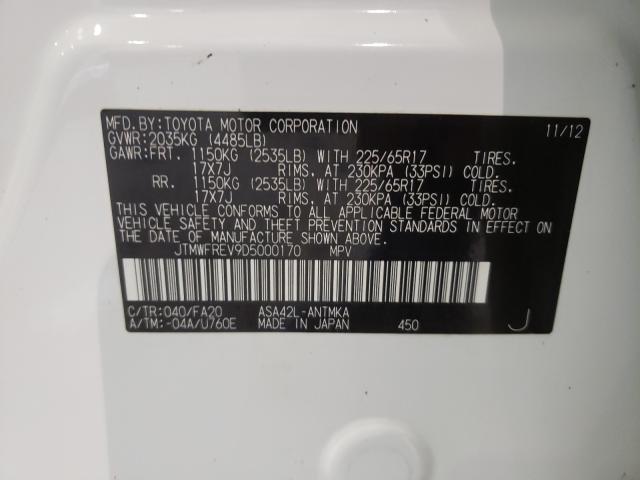 MFD. BY: TOYOTA MOTOR CORPORATION 11/12
GVWR: 2035KG (4485LB)
GAWR: FRT. 1150KG (2535LB) WITH 225/65R17 TIRES.
17X7J RIMS, AT 230KPA (33PSI) COLD.
RR. 1150KG (2535LB) WITH 225/65R17 TIRES.
17X7J RIMS, AT 230KPA (33PSI) COLD.
THIS VEHICLE CONFORMS TO ALL APPLICABLE FEDERAL MOTOR
VEHICLE SAFETY AND THEFT PREVENTION STANDARDS IN EFFECT ON
THE DATE OF MANUFACTURE SHOWN ABOVE.
JTMWFREV9D5000170 MPV
C/TR: 040/FA20 ASA42L-ANTMKA
A/TM: -04A/U760E MADE IN JAPAN 450 J